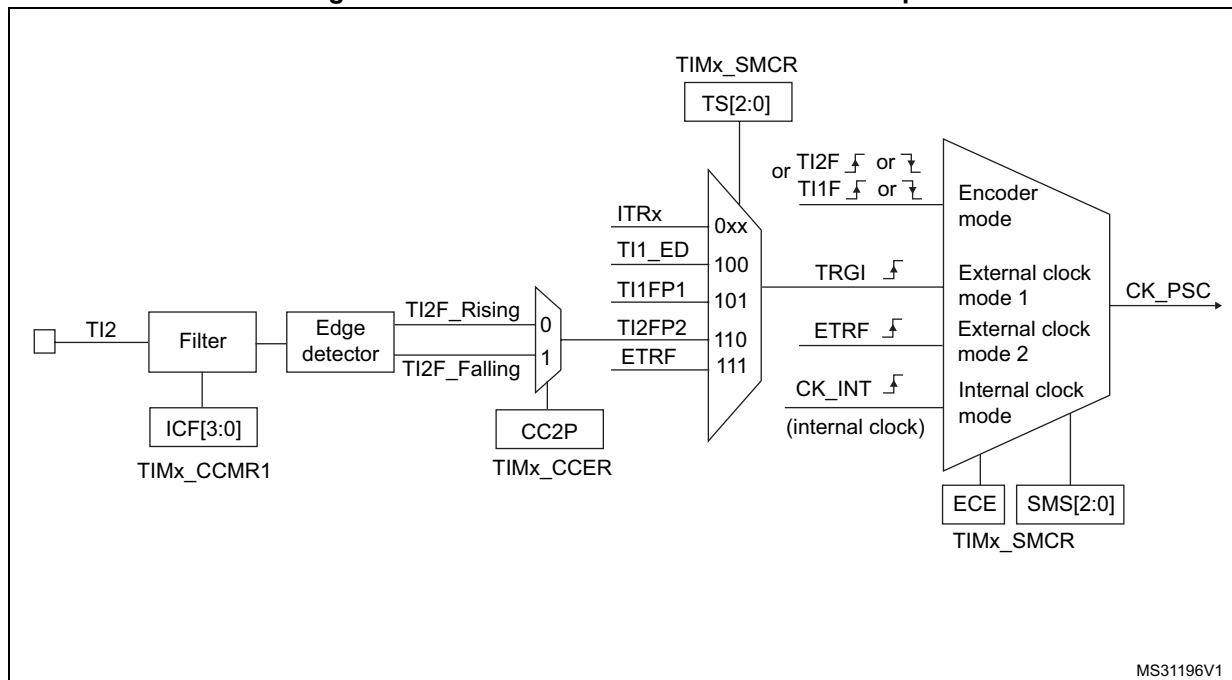 TIMx_SMCR
TS[2:0]
or TI2F or
TI1F or
Encoder
mode
ITRx
0xx
TI1_ED
100
TRGI
External clock
mode 1
CK_PSC
TI1FP1
101
TI2
Filter
Edge
detector
TI2F_Rising
0
TI2F_Falling
1
TI2FP2
110
ETRF
111
ETRF
External clock
mode 2
CK_INT
(internal clock)
Internal clock
mode
ICF[3:0]
TIMx_CCMR1
CC2P
TIMx_CCER
ECE
SMS[2:0]
TIMx_SMCR
MS31196V1